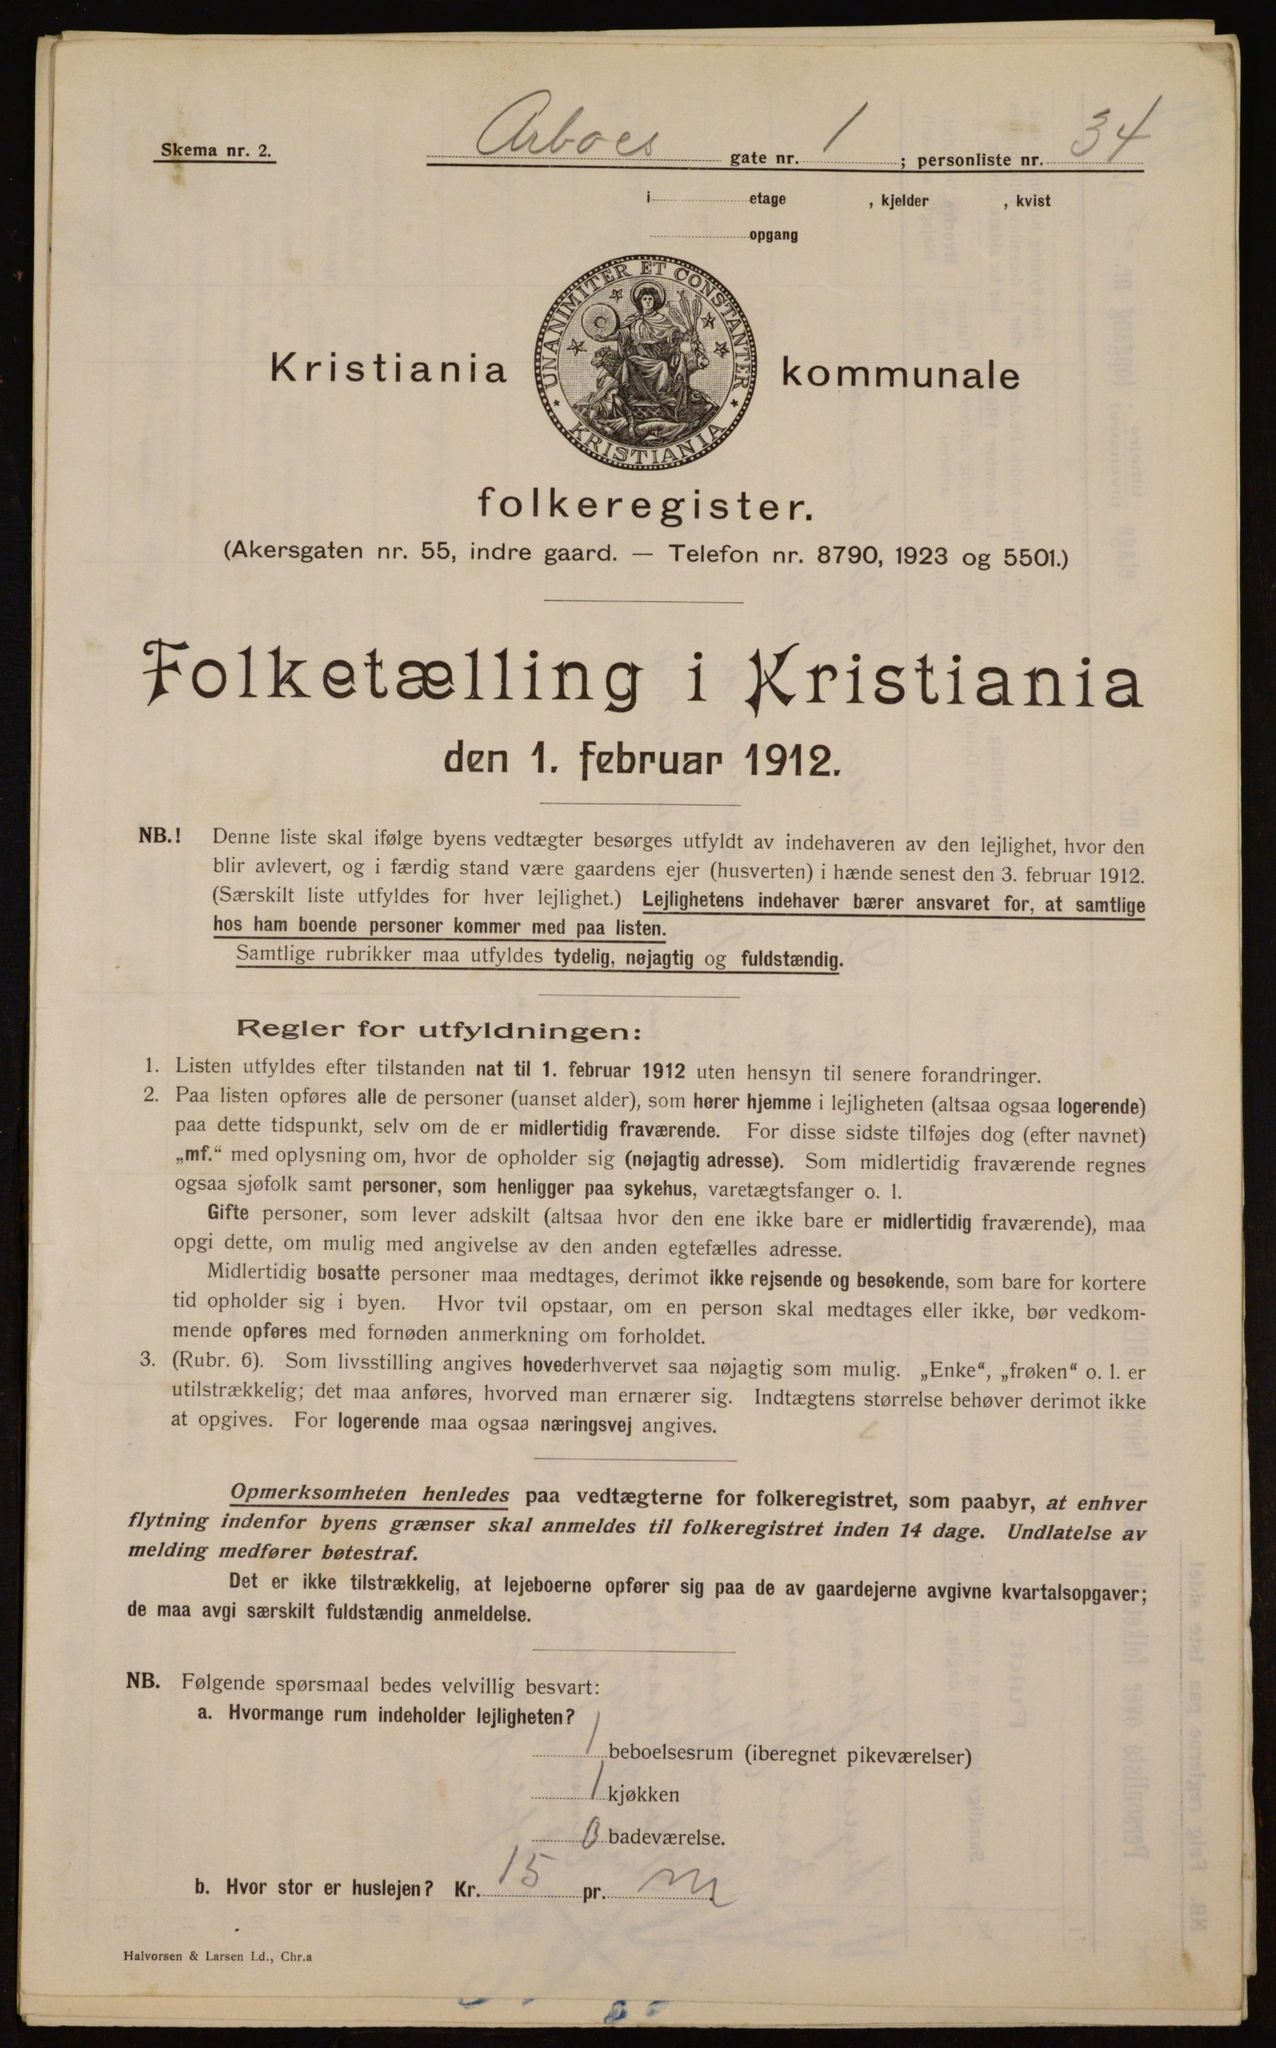 Skema nr. 2.
Arboes gate nr. 1; personliste nr. 34
i etage , kjelder , kvist
opgang
UNANIMITER ET CONSTANTER
KRISTIANIA
Kristiania kommunale
folkeregister.
(Akersgaten nr. 55, indre gaard. — Telefon nr. 8790, 1923 og 5501.)
Folketælling i Kristiania
den 1. februar 1912.
NB.! Denne liste skal ifølge byens vedtægter besørges utfyldt av indehaveren av den lejlighet, hvor den
blir avlevert, og i færdig stand være gaardens ejer (husverten) i hænde senest den 3. februar 1912.
(Særskilt liste utfyldes for hver lejlighet.) Lejlighetens indehaver bærer ansvaret for, at samtlige
hos ham boende personer kommer med paa listen.
Samtlige rubrikker maa utfyldes tydelig, nøjagtig og fuldstændig.
Regler for utfyldningen:
1. Listen utfyldes efter tilstanden nat til 1. februar 1912 uten hensyn til senere forandringer.
2. Paa listen opføres alle de personer (uanset alder), som hører hjemme i lejligheten (altsaa ogsaa logerende)
paa dette tidspunkt, selv om de er midlertidig fraværende. For disse sidste tilføjes dog (efter navnet)
„mf.“ med oplysning om, hvor de opholder sig (nøjagtig adresse). Som midlertidig fraværende regnes
ogsaa sjøfolk samt personer, som henligger paa sykehus, varetægtsfanger o. l.
Gifte personer, som lever adskilt (altsaa hvor den ene ikke bare er midlertidig fraværende), maa
opgi dette, om mulig med angivelse av den anden egtefælles adresse.
Midlertidig bosatte personer maa medtages, derimot ikke rejsende og besøkende, som bare for kortere
tid opholder sig i byen. Hvor tvil opstaar, om en person skal medtages eller ikke, bør vedkom-
mende opføres med fornøden anmerkning om forholdet.
3. (Rubr. 6). Som livsstilling angives hovederhvervet saa nøjagtig som mulig. „Enke“, „frøken“ o. l. er
utilstrækkelig; det maa anføres, hvorved man ernærer sig. Indtægtens størrelse behøver derimot ikke
at opgives. For logerende maa ogsaa næringsvej angives.
Opmerksomheten henledes paa vedtægterne for folkeregistret, som paabyr, at enhver
flytning indenfor byens grænser skal anmeldes til folkeregistret inden 14 dage. Undlatelse av
melding medfører bøtestraf.
Det er ikke tilstrækkelig, at lejeboerne opfører sig paa de av gaardejerne avgivne kvartalsopgaver;
de maa avgi særskilt fuldstændig anmeldelse.
NB. Følgende spørsmaal bedes velvillig besvart:
a. Hvormange rum indeholder lejligheten?
1 beboelsesrum (iberegnet pikeværelser)
1 kjøkken
0 badeværelse.
b. Hvor stor er huslejen? Kr. 15 pr. M
Halvorsen & Larsen Ld., Chr.a